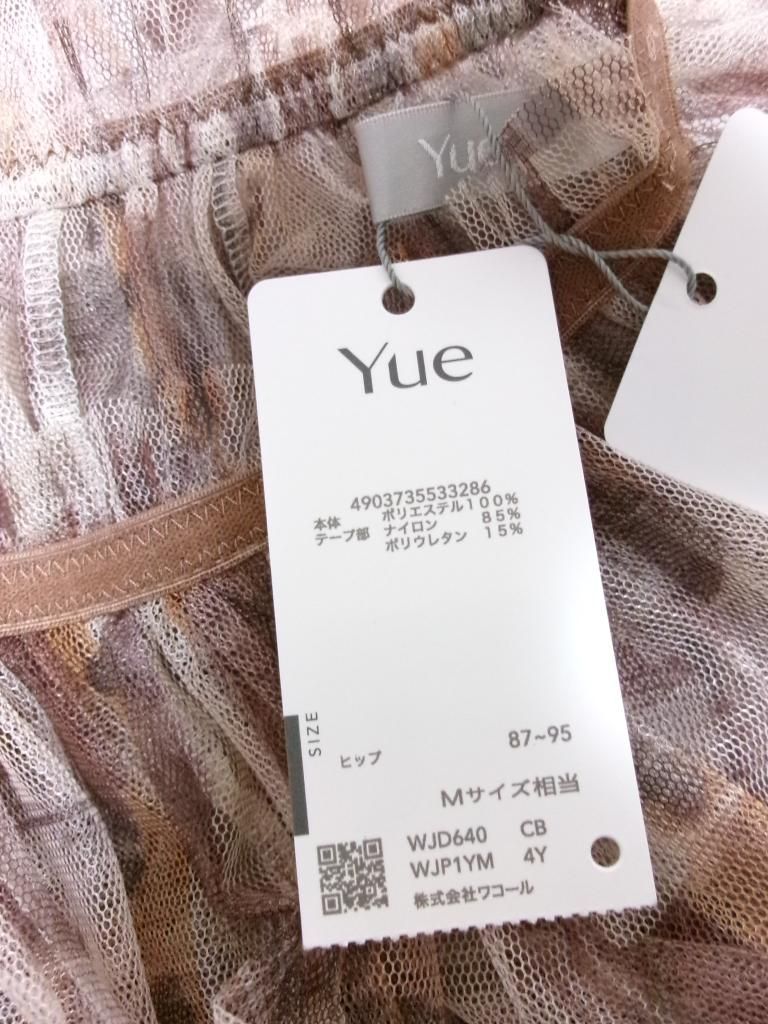 Yue
Yue
4903735533286
本体 ポリエステル100%
テープ部 ナイロン 85%
ポリウレタン 15%
SIZE
ヒップ 87~95
Mサイズ相当
WJD640 CB
WJP1YM 4Y
株式会社ワコール